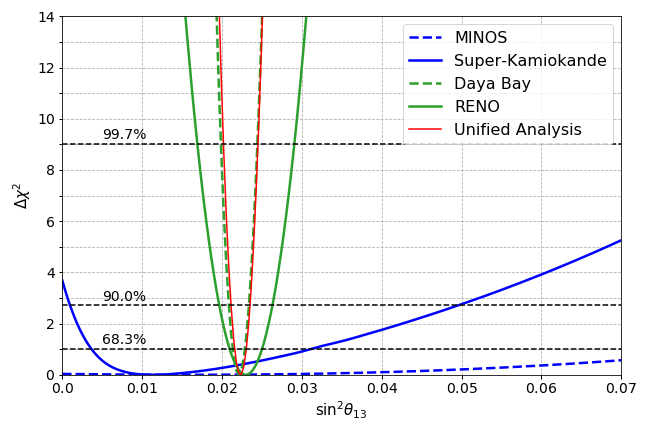 14
12
10
8
6
4
2
0
Δχ²
99.7%
90.0%
68.3%
MINOS
Super-Kamiokande
Daya Bay
RENO
Unified Analysis
0.0 0.01 0.02 0.03 0.04 0.05 0.06 0.07
sin²θ₁₃